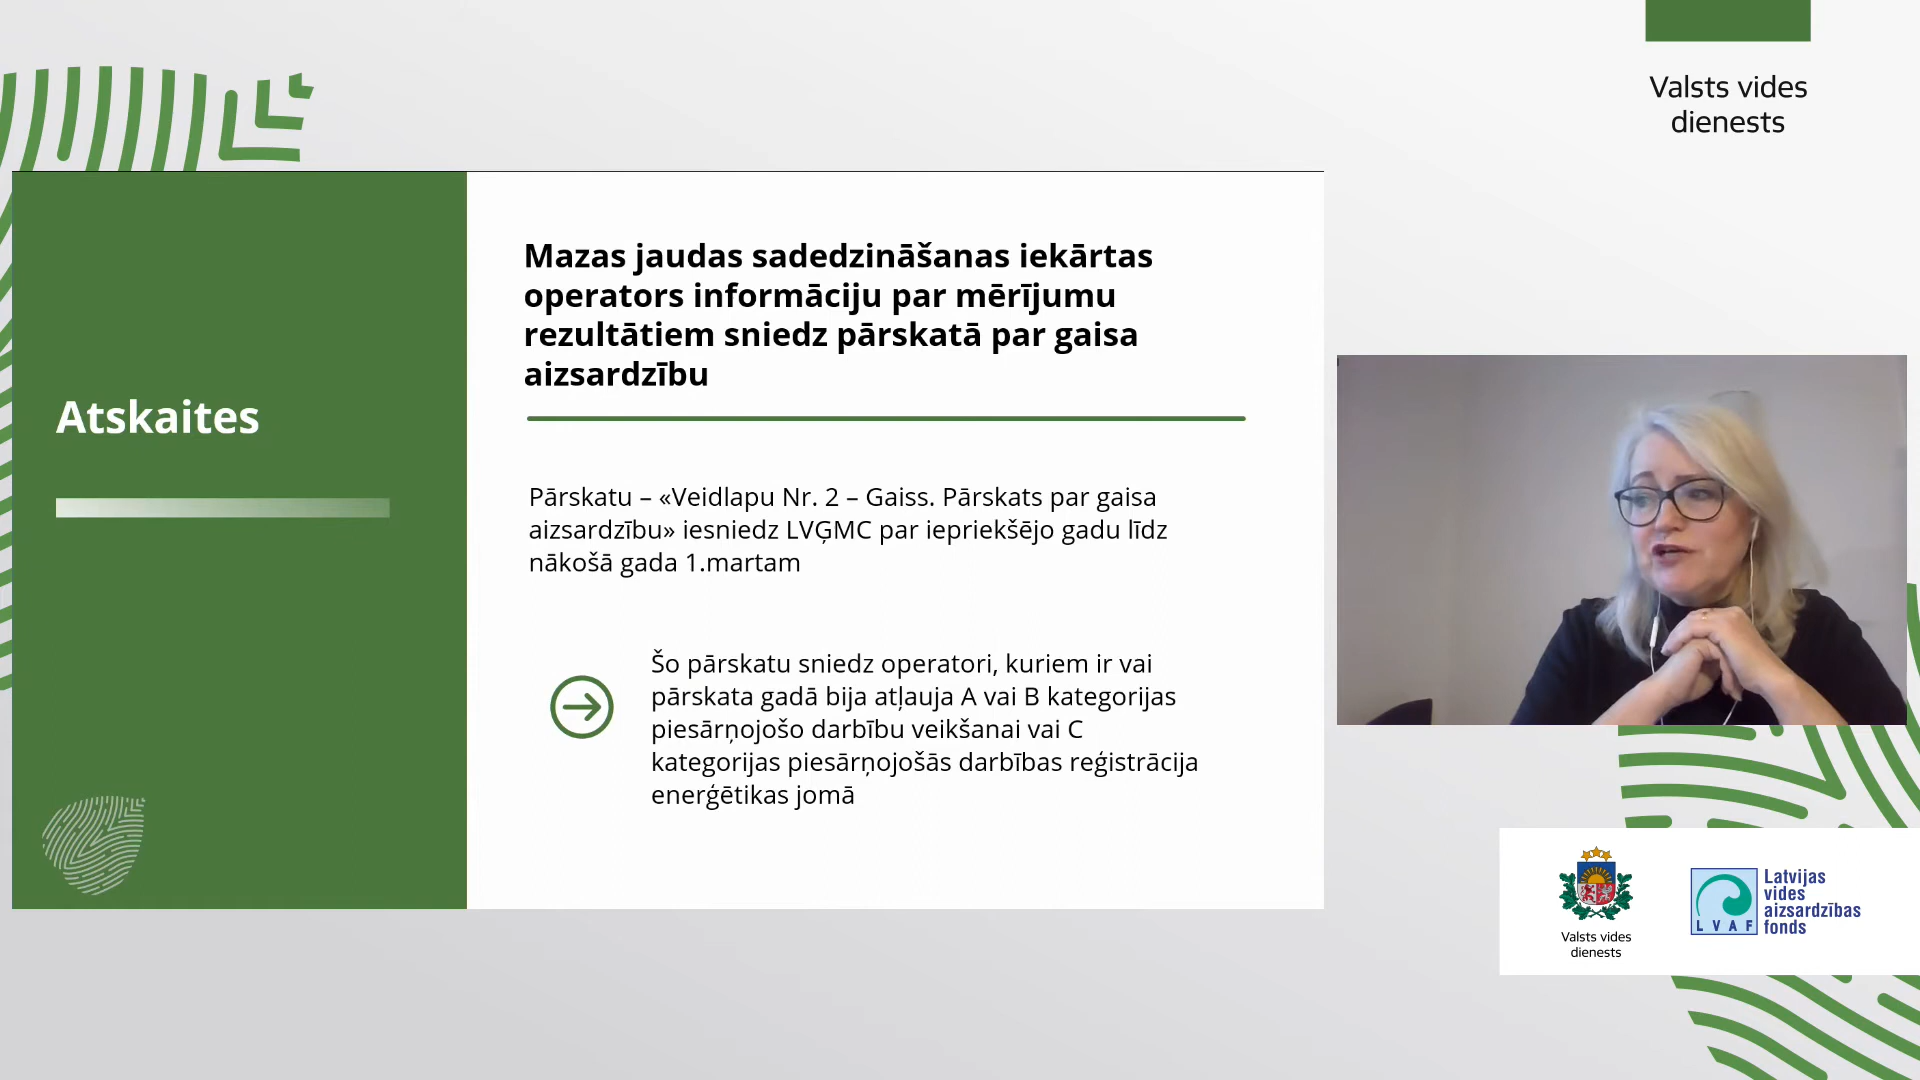 Valsts vides
dienests
Atskaites
Mazas jaudas sadedzināšanas iekārtas
operators informāciju par mērījumu
rezultātiem sniedz pārskatā par gaisa
aizsardzību
Pārskatu – «Veidlapu Nr. 2 – Gaiss. Pārskats par gaisa
aizsardzību» iesniedz LVĢMC par iepriekšējo gadu līdz
nākošā gada 1.martam
Šo pārskatu sniedz operatori, kuriem ir vai
pārskata gadā bija atļauja A vai B kategorijas
piesārņojošo darbību veikšanai vai C
kategorijas piesārņojošās darbības reģistrācija
enerģētikas jomā
Valsts vides
dienests
LVAF
Latvijas
vides
aizsardzības
fonds